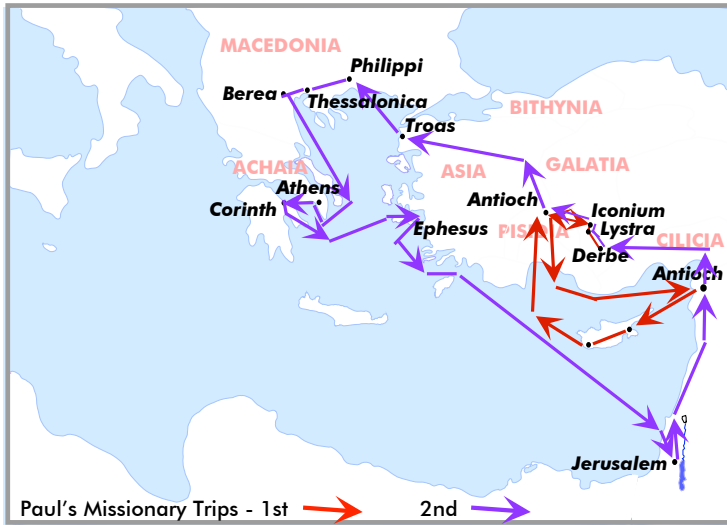 MACEDONIA
Philippi
Berea
Thessalonica
BITHYNIA
Troas
ACHAIA
ASIA
GALATIA
Athens
Antioch
Corinth
Iconium
Ephesus
PISIDIA
Lystra
CILICIA
Derbe
Antioch
Jerusalem
Paul's Missionary Trips - 1st 2nd